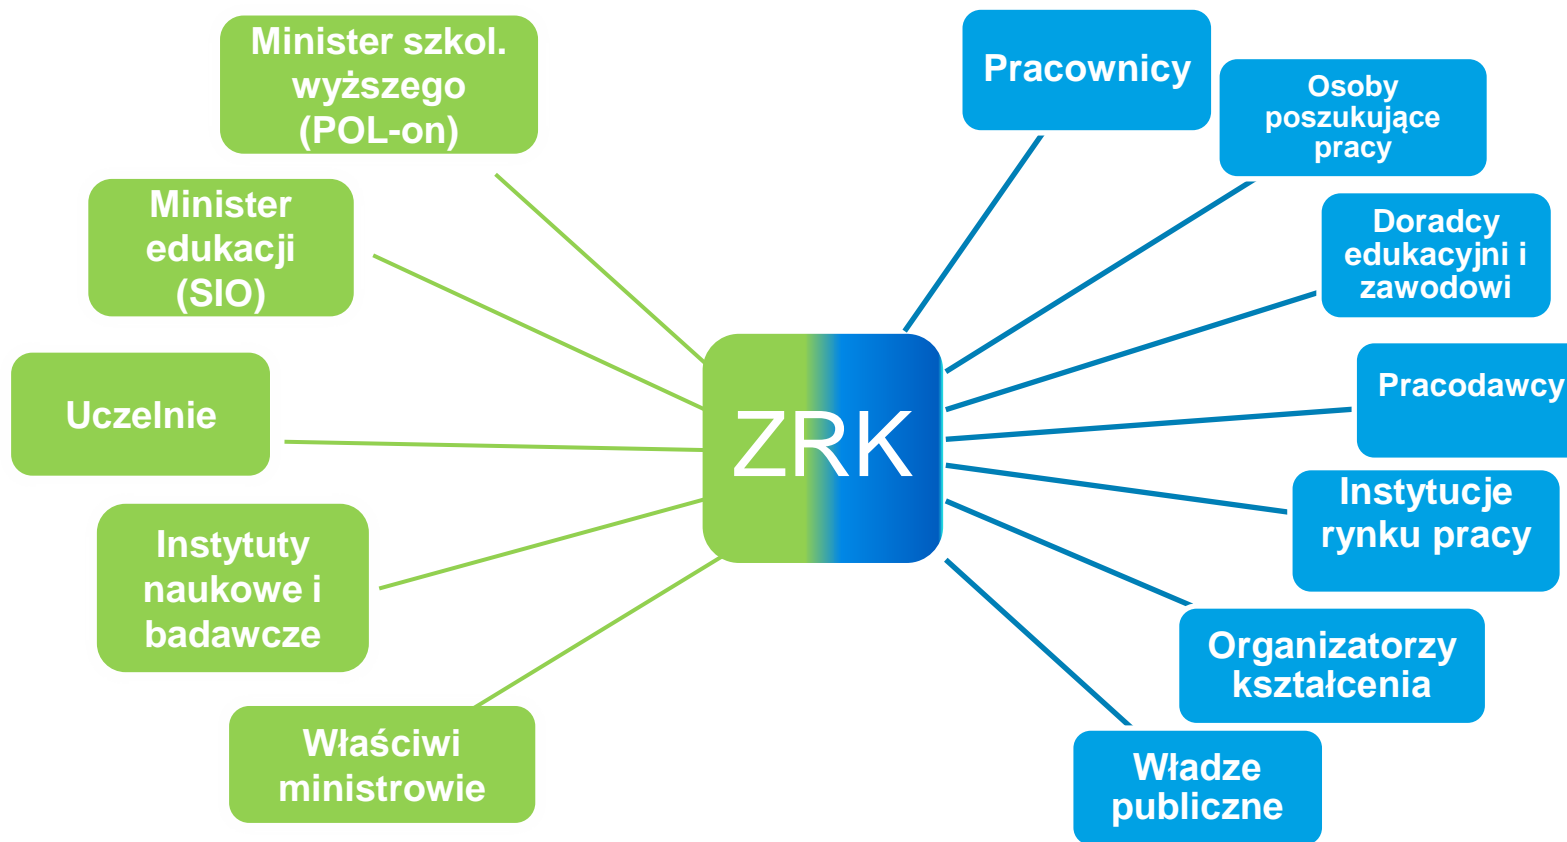 Minister szkol.
wyższego
(POL-on)
Minister
edukacji
(SIO)
Uczelnie
Instytuty
naukowe i
badawcze
Właściwi
ministrowie
ZRK
Pracownicy
Osoby
poszukujące
pracy
Doradcy
edukacyjni i
zawodowi
Pracodawcy
Instytucje
rynku pracy
Organizatorzy
kształcenia
Władze
publiczne